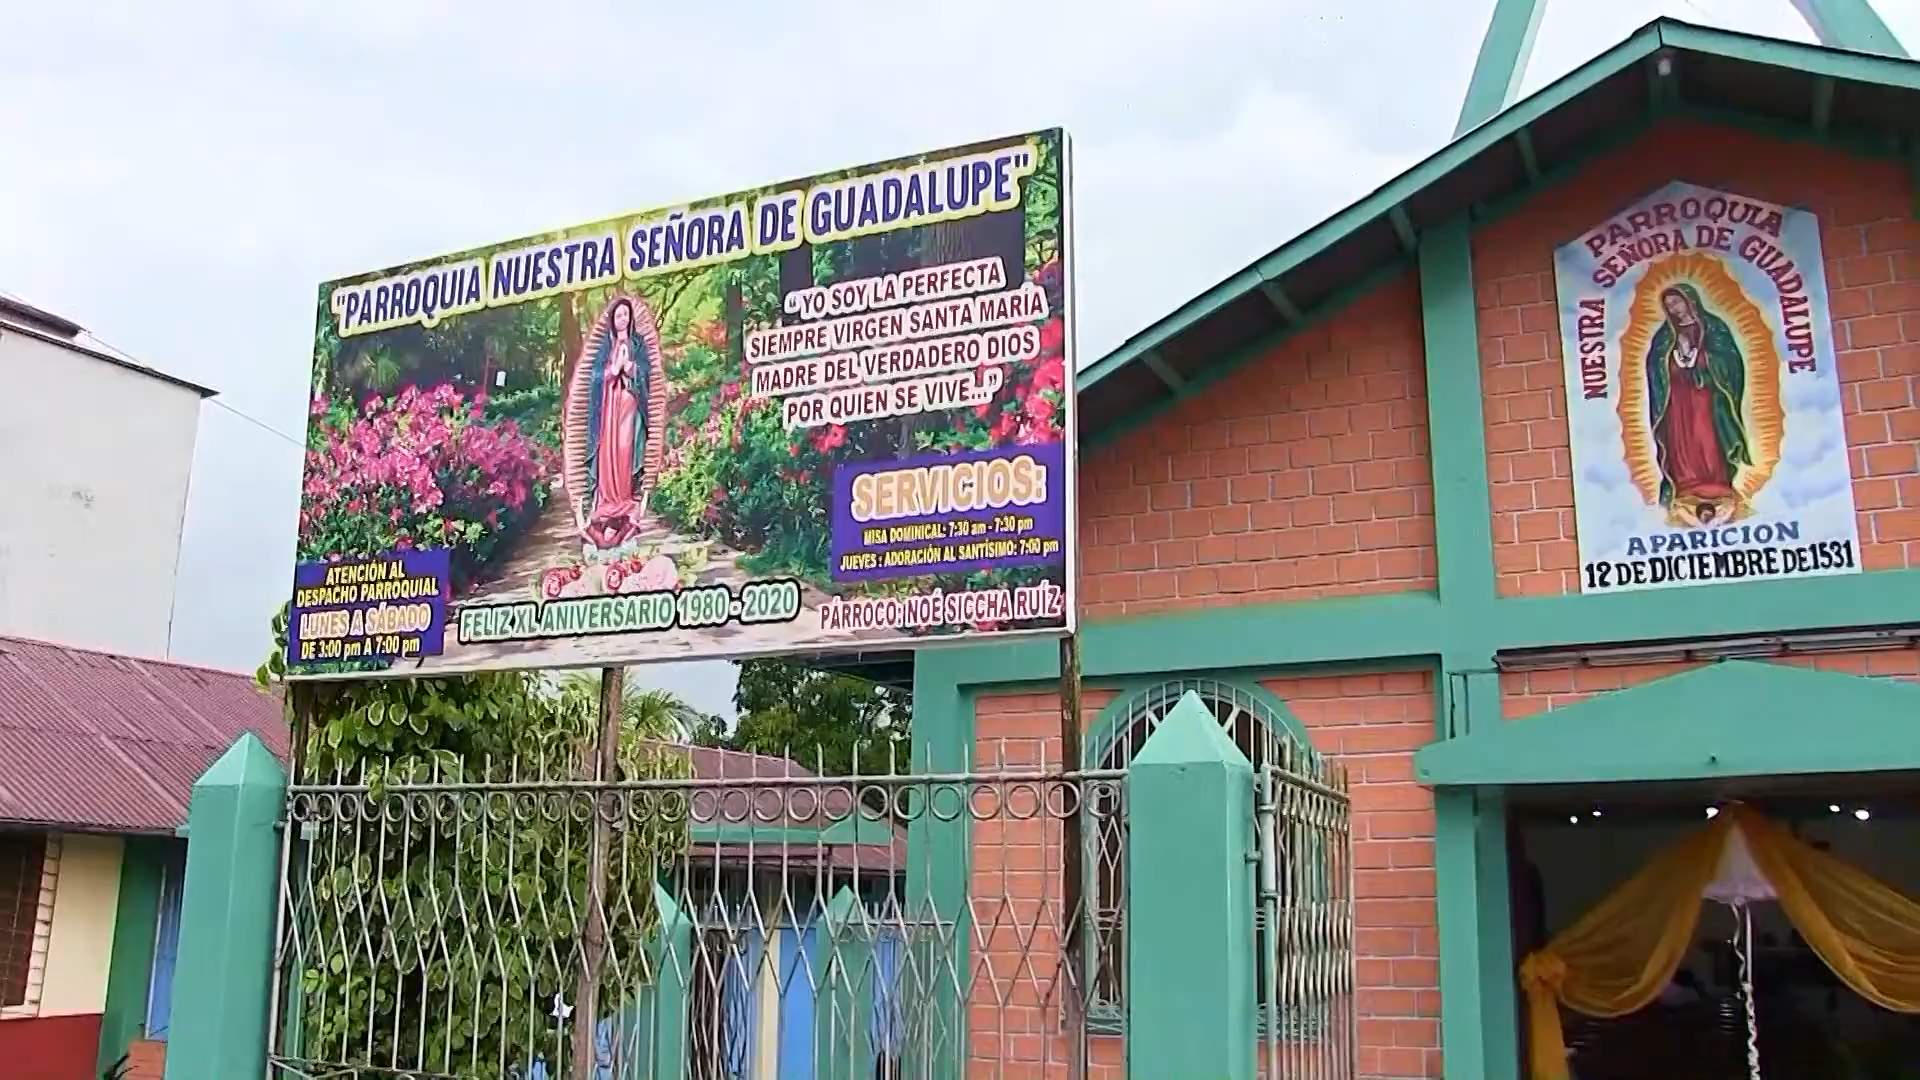 "PARROQUIA NUESTRA SEÑORA DE GUADALUPE"
"YO SOY LA PERFECTA
SIEMPRE VIRGEN SANTA MARÍA
MADRE DEL VERDADERO DIOS
POR QUIEN SE VIVE..."
SERVICIOS:
MISA DOMINICAL: 7:30 am - 7:30 pm
JUEVES : ADORACIÓN AL SANTÍSIMO: 7:00 pm
ATENCIÓN AL
DESPACHO PARROQUIAL
LUNES A SÁBADO
DE 3:00 pm A 7:00 pm
FELIZ XL ANIVERSARIO 1980 - 2020
PÁRROCO: NOÉ SICCHA RUÍZ
PARROQUIA
NUESTRA SEÑORA DE GUADALUPE
APARICION
12 DE DICIEMBRE DE 1531